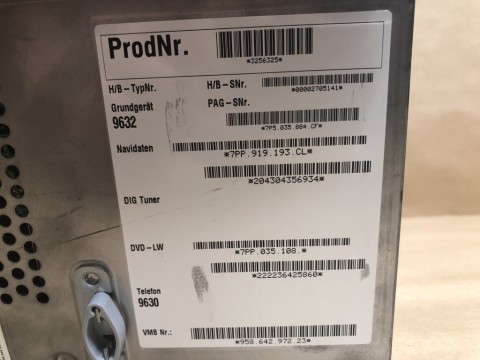 ProdNr.
*3256325*
H/B-TypNr. H/B-SNr. *00002705141*
Grundgerät PAG-SNr.
9632
*7P5.035.884.CF*
Navidaten
*7PP.919.193.CL*
*204304356934*
DIG Tuner
DVD-LW
*7PP.035.108.*
*222236425860*
Telefon
9630
VMB Nr.:
*958.642.972.23*